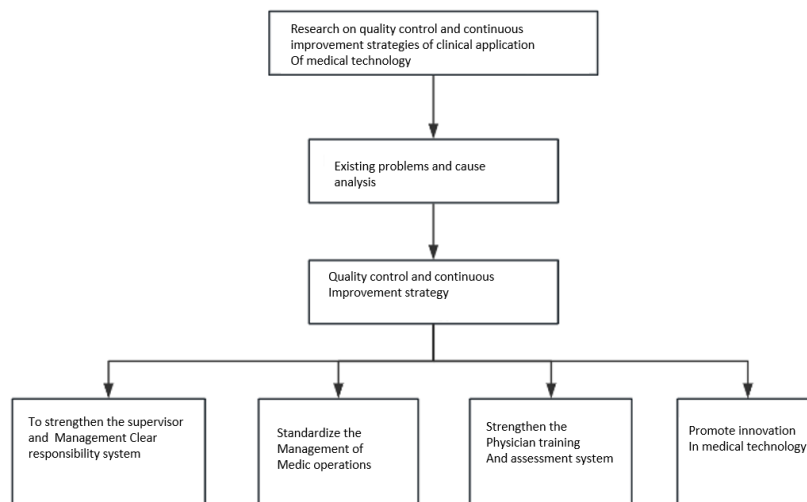 Research on quality control and continuous
improvement strategies of clinical application
Of medical technology
Existing problems and cause
analysis
Quality control and continuous
Improvement strategy
To strengthen the supervisor
and Management Clear
responsibility system
Standardize the
Management of
Medic operations
Strengthen the
Physician training
And assessment system
Promote innovation
In medical technology